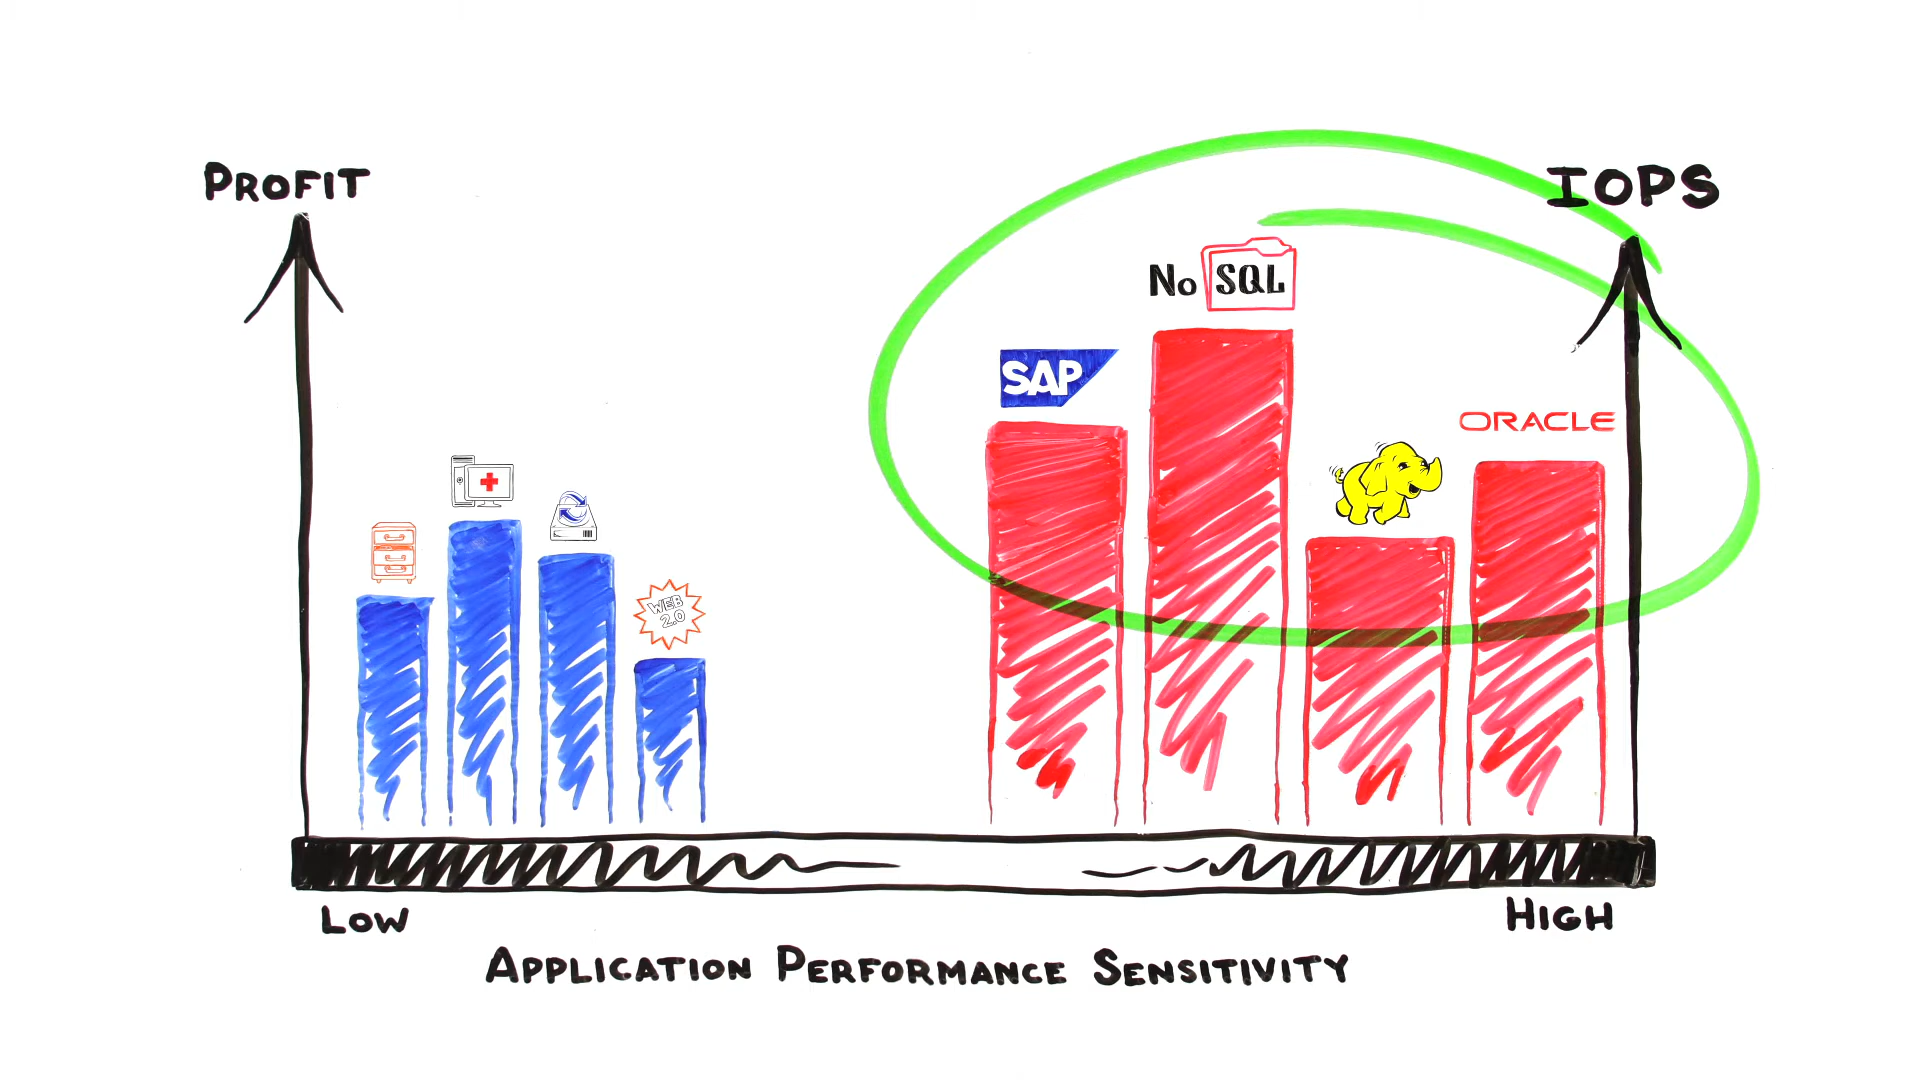 PROFIT
IOPS
No SQL
SAP
ORACLE
WEB
2.0
LOW
HIGH
APPLICATION PERFORMANCE SENSITIVITY